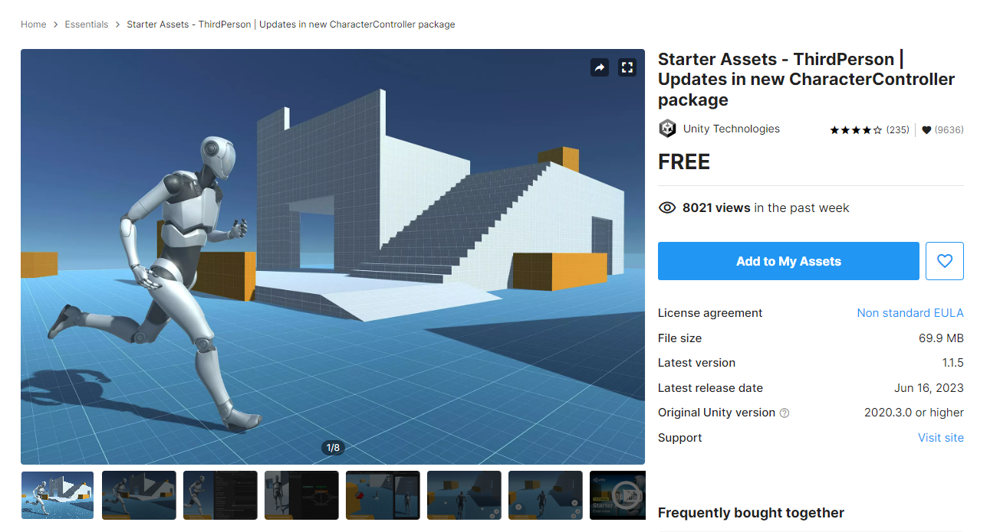 Home > Essentials > Starter Assets - ThirdPerson | Updates in new CharacterController package
Starter Assets - ThirdPerson |
Updates in new CharacterController
package
Unity Technologies
(235)
(9636)
FREE
8021 views in the past week
Add to My Assets
License agreement Non standard EULA
File size 69.9 MB
Latest version 1.1.5
Latest release date Jun 16, 2023
Original Unity version ? 2020.3.0 or higher
Support Visit site
1/8
Frequently bought together